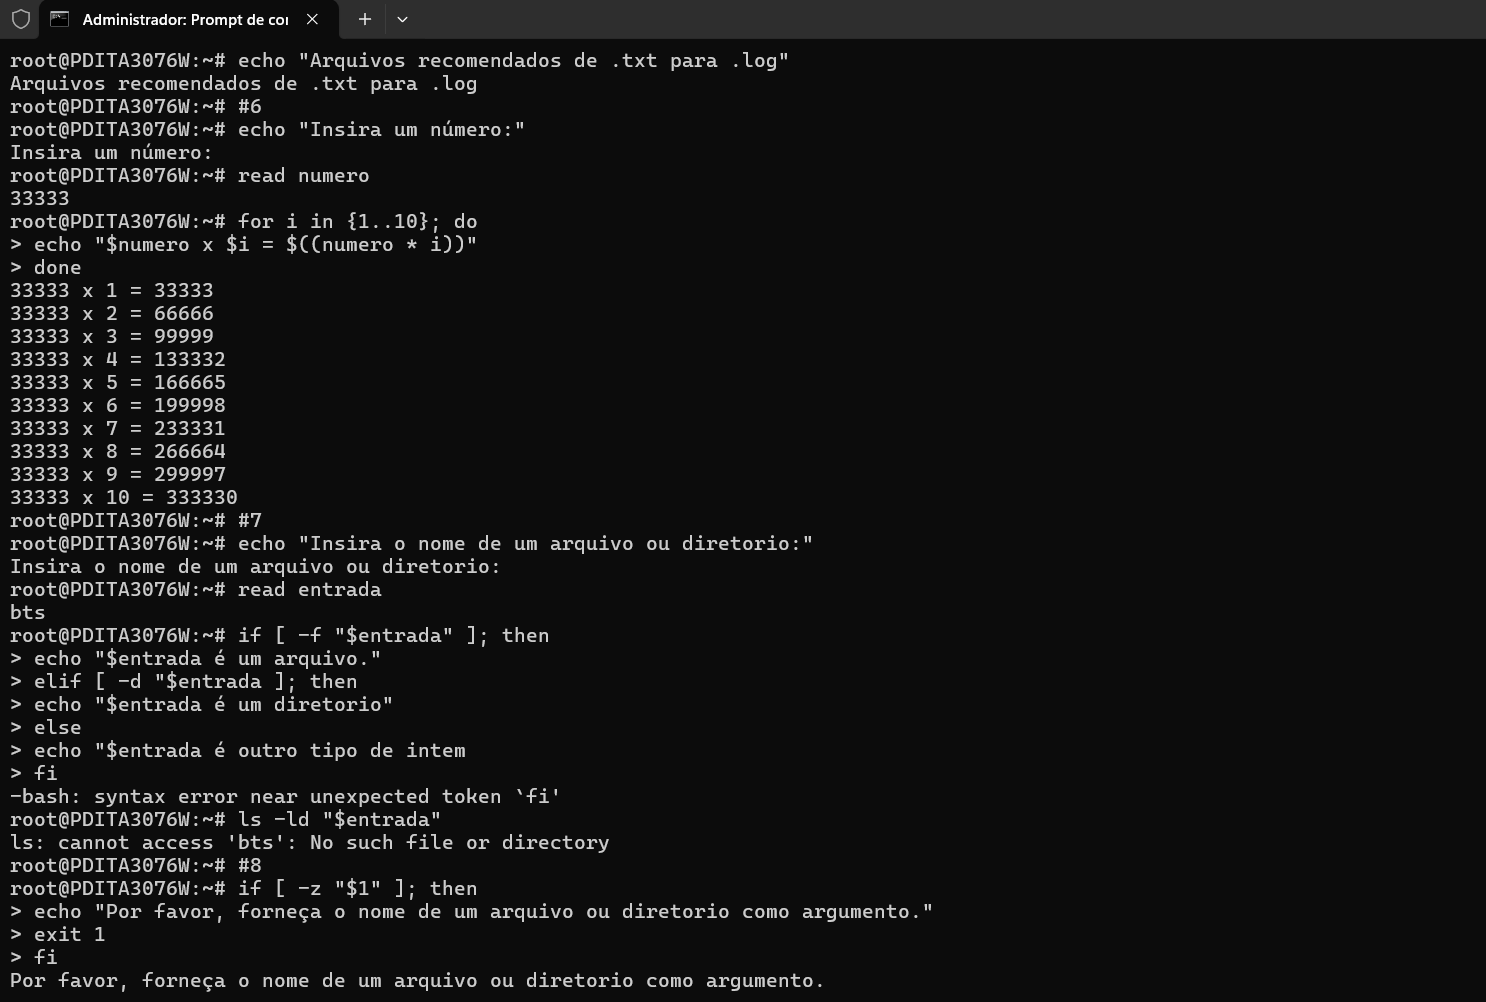 Administrador: Prompt de con
root@PDITA3076W:~# echo "Arquivos recomendados de .txt para .log"
Arquivos recomendados de .txt para .log
root@PDITA3076W:~# #6
root@PDITA3076W:~# echo "Insira um número:"
Insira um número:
root@PDITA3076W:~# read numero
33333
root@PDITA3076W:~# for i in {1..10}; do
> echo "$numero x $i = $((numero * i))"
> done
33333 x 1 = 33333
33333 x 2 = 66666
33333 x 3 = 99999
33333 x 4 = 133332
33333 x 5 = 166665
33333 x 6 = 199998
33333 x 7 = 233331
33333 x 8 = 266664
33333 x 9 = 299997
33333 x 10 = 333330
root@PDITA3076W:~# #7
root@PDITA3076W:~# echo "Insira o nome de um arquivo ou diretorio:"
Insira o nome de um arquivo ou diretorio:
root@PDITA3076W:~# read entrada
bts
root@PDITA3076W:~# if [ -f "$entrada" ]; then
> echo "$entrada é um arquivo."
> elif [ -d "$entrada ]; then
> echo "$entrada é um diretorio"
> else
> echo "$entrada é outro tipo de intem
> fi
-bash: syntax error near unexpected token `fi'
root@PDITA3076W:~# ls -ld "$entrada"
ls: cannot access 'bts': No such file or directory
root@PDITA3076W:~# #8
root@PDITA3076W:~# if [ -z "$1" ]; then
> echo "Por favor, forneça o nome de um arquivo ou diretorio como argumento."
> exit 1
> fi
Por favor, forneça o nome de um arquivo ou diretorio como argumento.